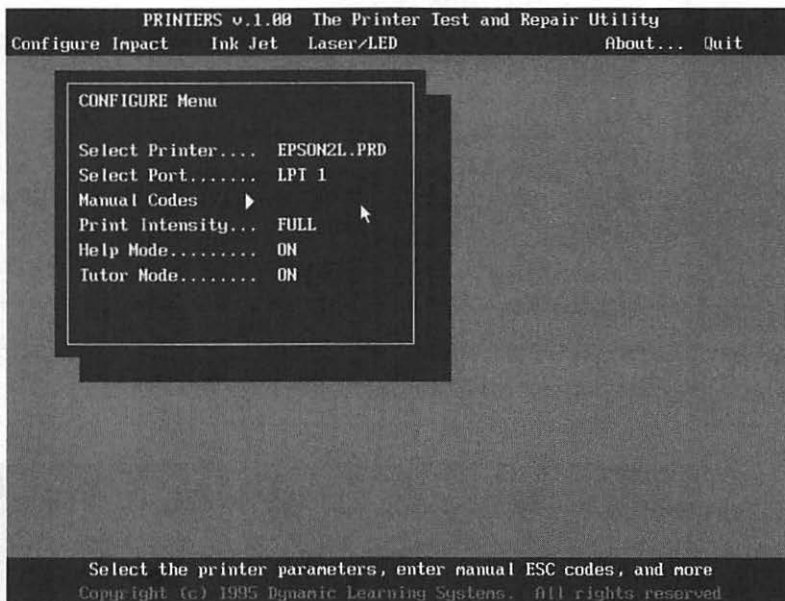 PRINTERS v.1.00 The Printer Test and Repair Utility
Configure Impact Ink Jet Laser/LED About... Quit
CONFIGURE Menu
Select Printer.... EPSON2L.PRD
Select Port....... LPT 1
Manual Codes
Print Intensity... FULL
Help Mode......... ON
Tutor Mode........ ON
Select the printer parameters, enter manual ESC codes, and more
Copyright (c) 1995 Dynamic Learning Systems. All rights reserved